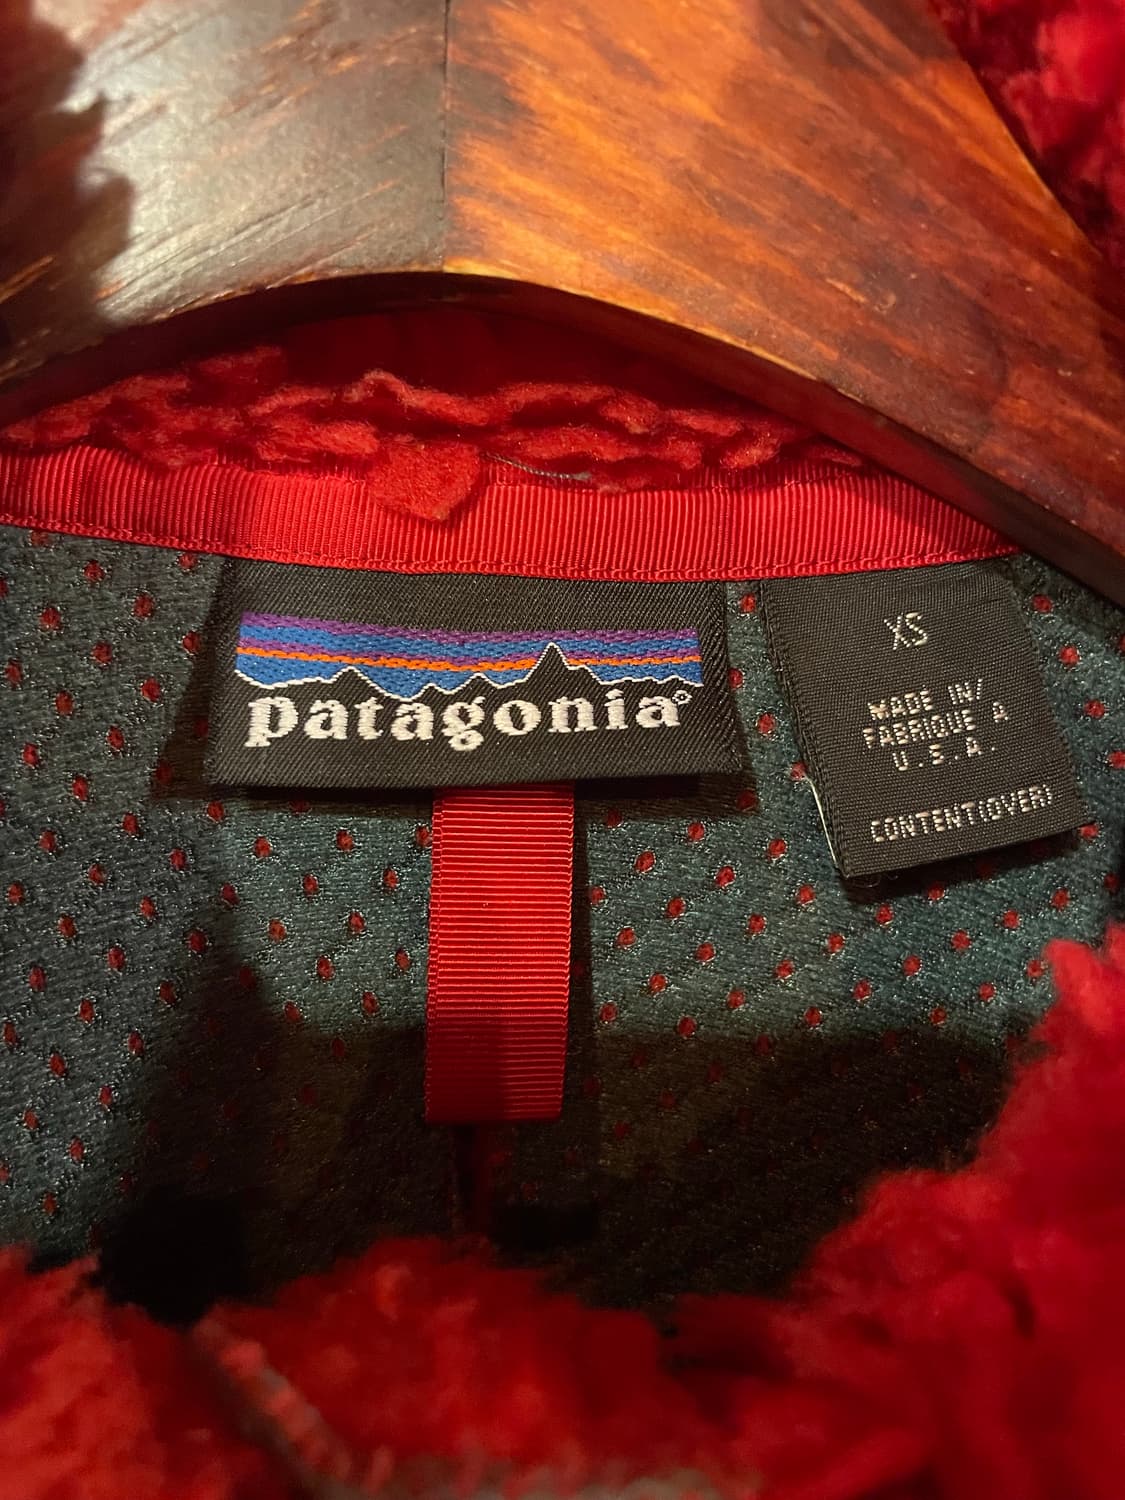 patagonia®
XS
MADE IN/
FABRIQUE A
U.S.A.
CONTENT(OVER)